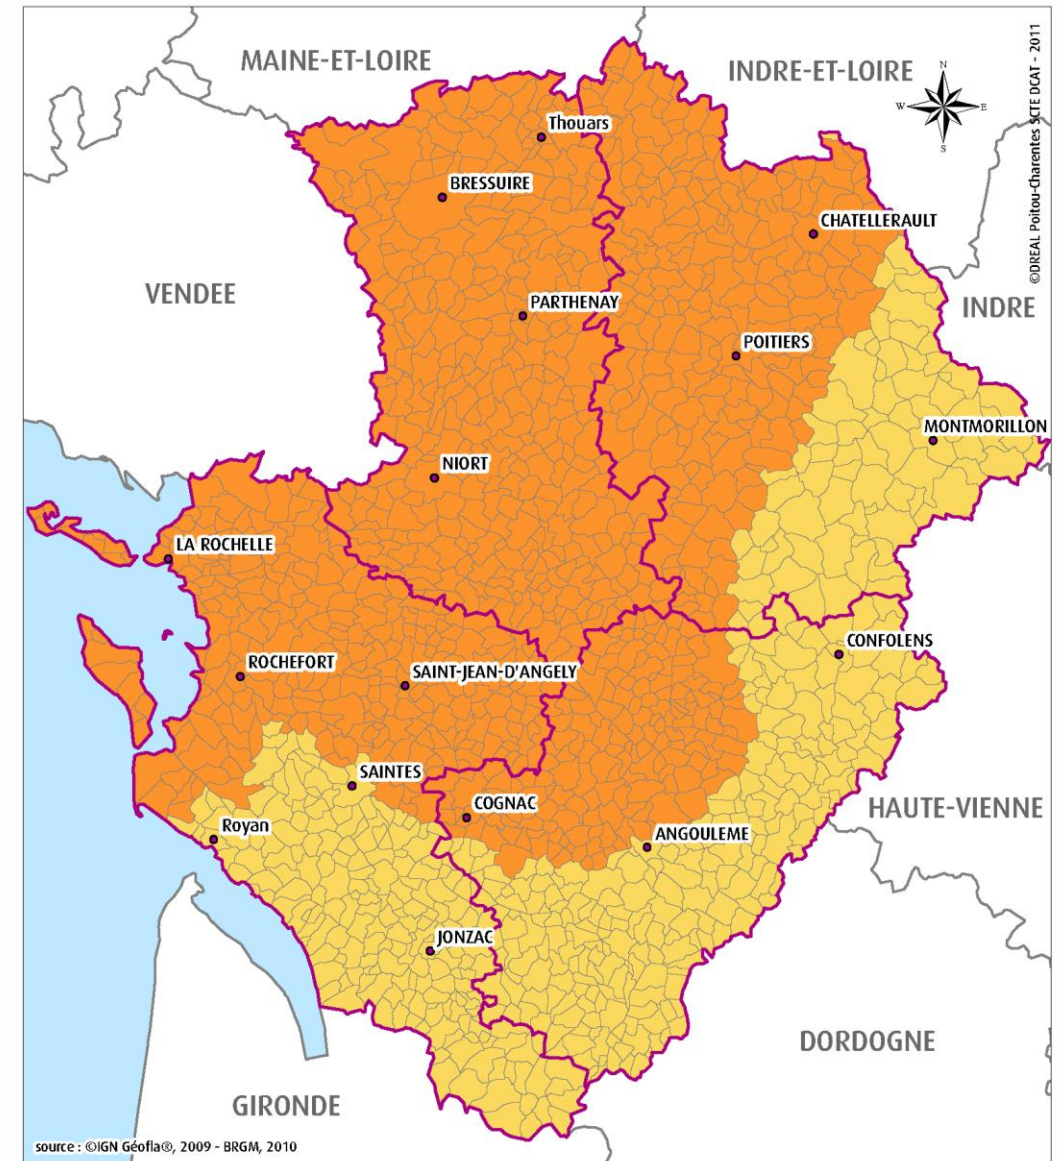 MAINE-ET-LOIRE
INDRE-ET-LOIRE
N
W
E
S
©DREAL Poitou-Charentes SCTE DCAT - 2011
Thouars
BRESSUIRE
CHATELLERAULT
VENDEE
PARTHENAY
INDRE
POITIERS
MONTMORILLON
NIORT
LA ROCHELLE
CONFOLENS
ROCHEFORT
SAINT-JEAN-D'ANGELY
SAINTES
COGNAC
HAUTE-VIENNE
Royan
ANGOULEME
JONZAC
DORDOGNE
GIRONDE
source : ©IGN Géofla®, 2009 - BRGM, 2010